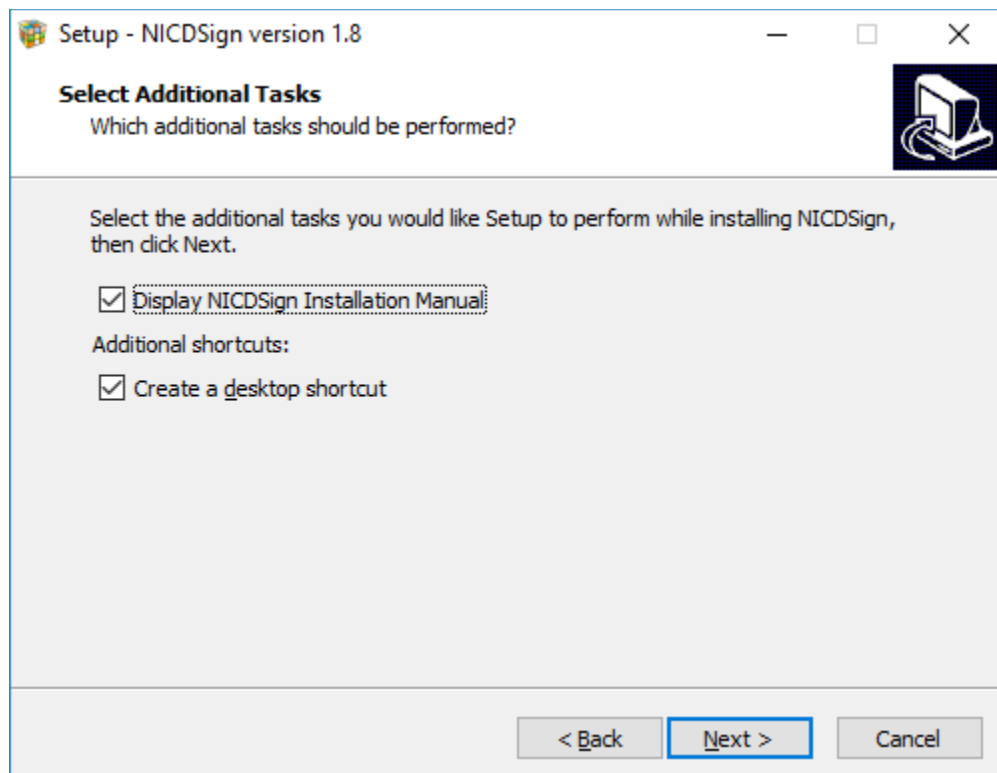 Setup - NICDSign version 1.8
Select Additional Tasks
Which additional tasks should be performed?
Select the additional tasks you would like Setup to perform while installing NICDSign,
then click Next.
Display NICDSign Installation Manual
Additional shortcuts:
Create a desktop shortcut
< Back Next > Cancel